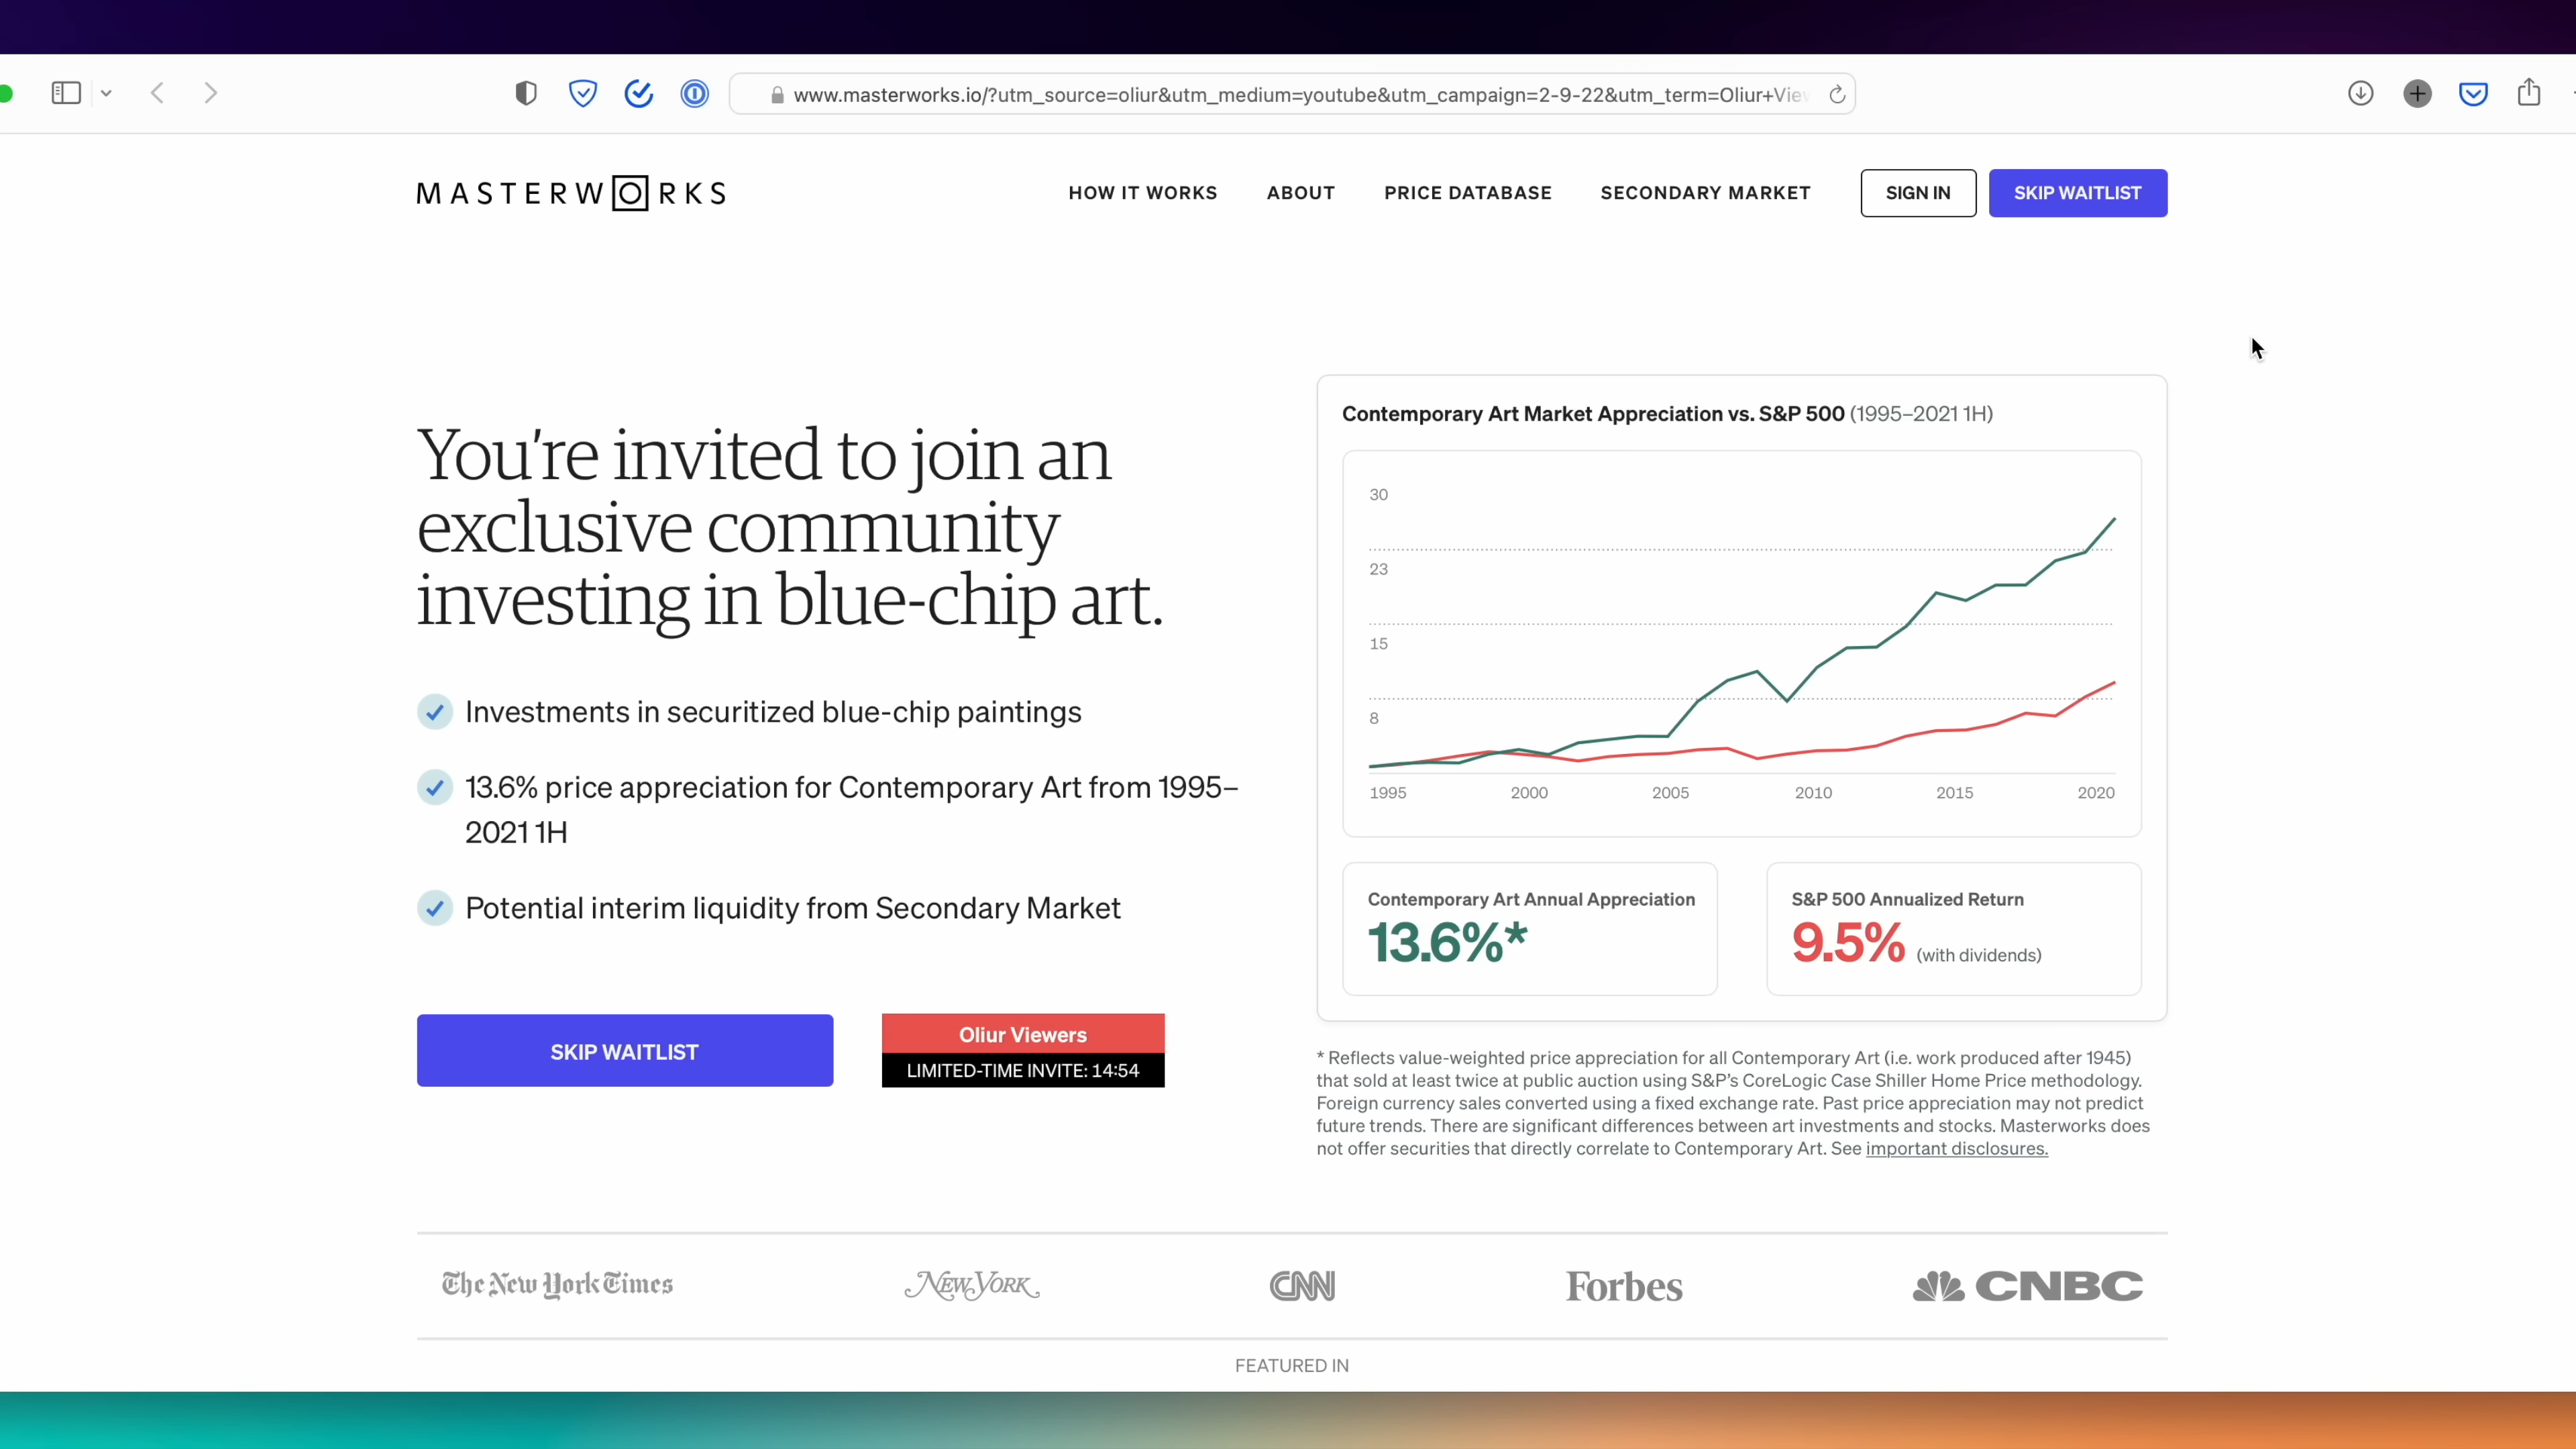 www.masterworks.io/?utm_source=oliur&utm_medium=youtube&utm_campaign=2-9-22&utm_term=Oliur+Vie
MASTERWORKS
HOW IT WORKS
ABOUT
PRICE DATABASE
SECONDARY MARKET
SIGN IN
SKIP WAITLIST
You're invited to join an
exclusive community
investing in blue-chip art.
Investments in securitized blue-chip paintings
13.6% price appreciation for Contemporary Art from 1995–
2021 1H
Potential interim liquidity from Secondary Market
SKIP WAITLIST
Oliur Viewers
LIMITED-TIME INVITE: 14:54
Contemporary Art Market Appreciation vs. S&P 500 (1995–2021 1H)
30
23
15
8
1995 2000 2005 2010 2015 2020
Contemporary Art Annual Appreciation
13.6%*
S&P 500 Annualized Return
9.5% (with dividends)
* Reflects value-weighted price appreciation for all Contemporary Art (i.e. work produced after 1945)
that sold at least twice at public auction using S&P's CoreLogic Case Shiller Home Price methodology.
Foreign currency sales converted using a fixed exchange rate. Past price appreciation may not predict
future trends. There are significant differences between art investments and stocks. Masterworks does
not offer securities that directly correlate to Contemporary Art. See important disclosures.
The New York Times
NEW YORK
CNN
Forbes
CNBC
FEATURED IN